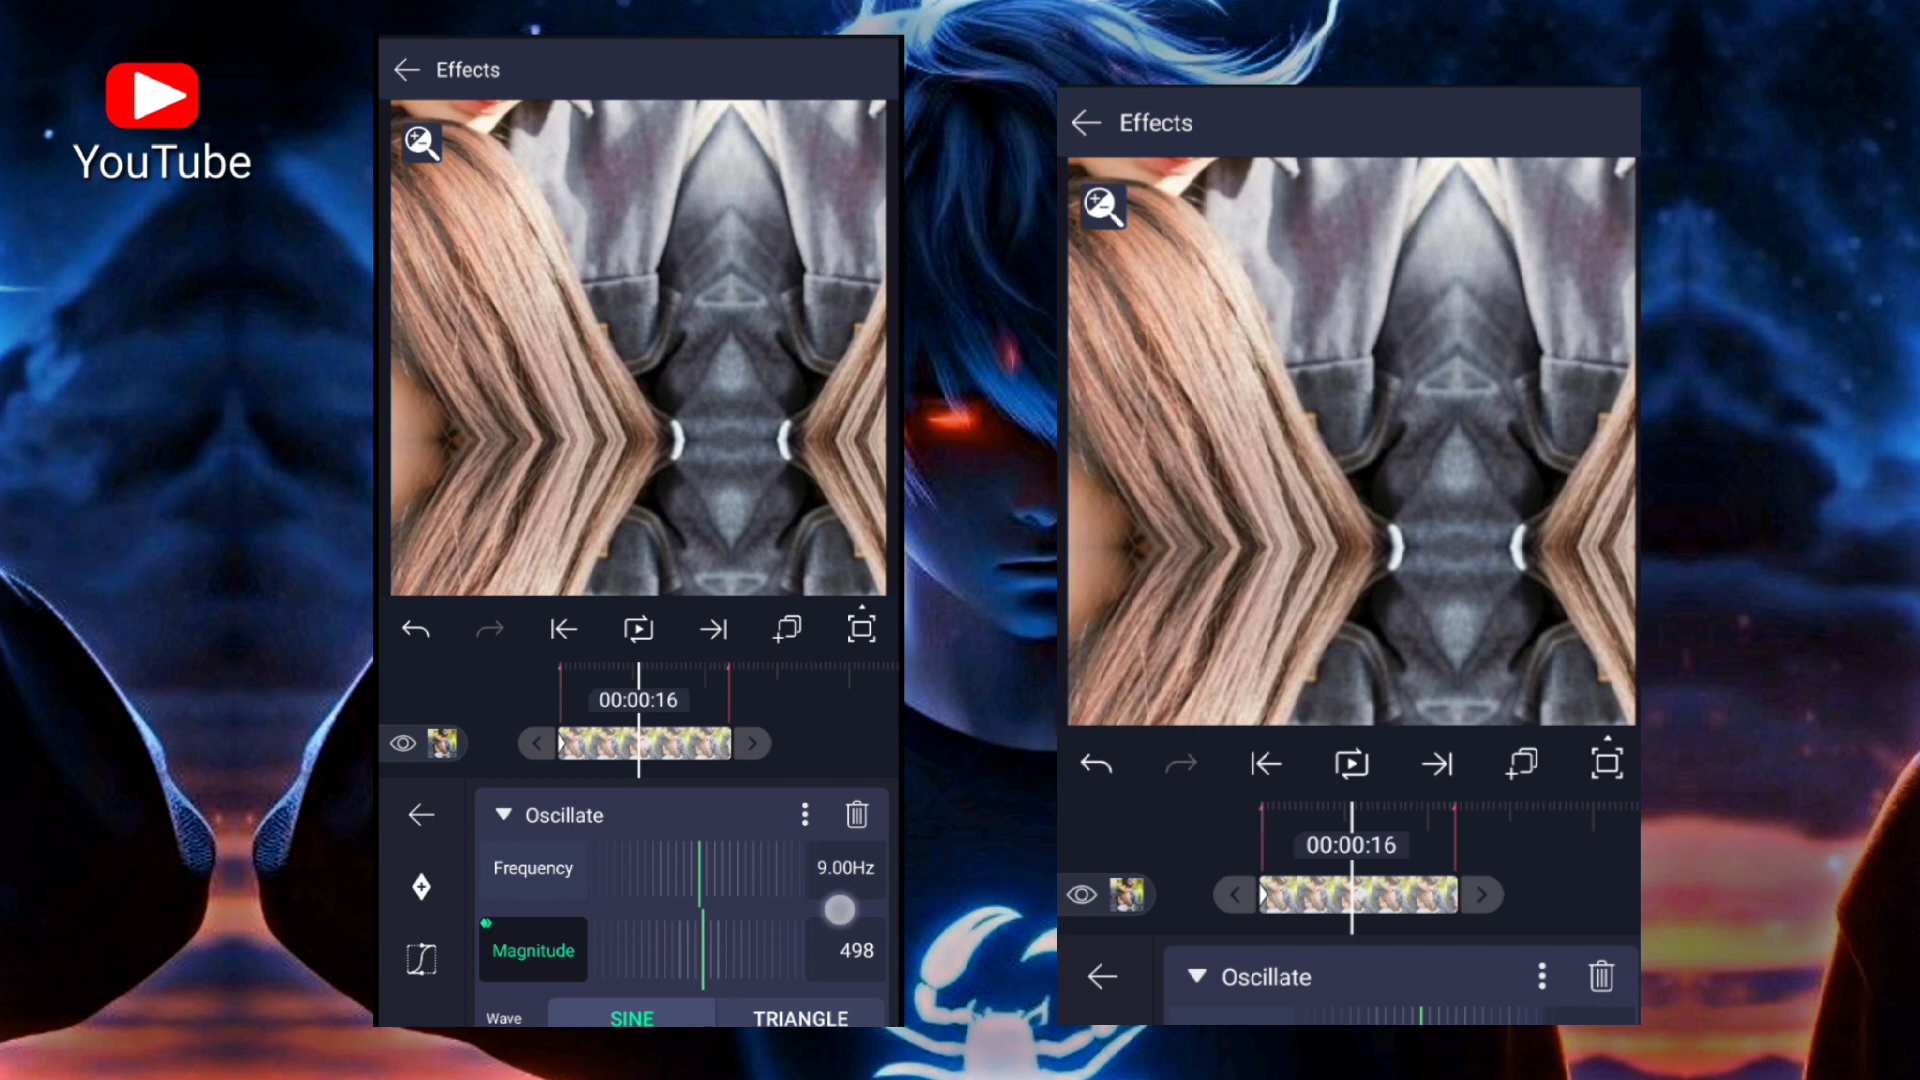 YouTube
Effects
00:00:16
Oscillate
Frequency
9.00Hz
Magnitude
498
Wave
SINE
TRIANGLE
Effects
00:00:16
Oscillate